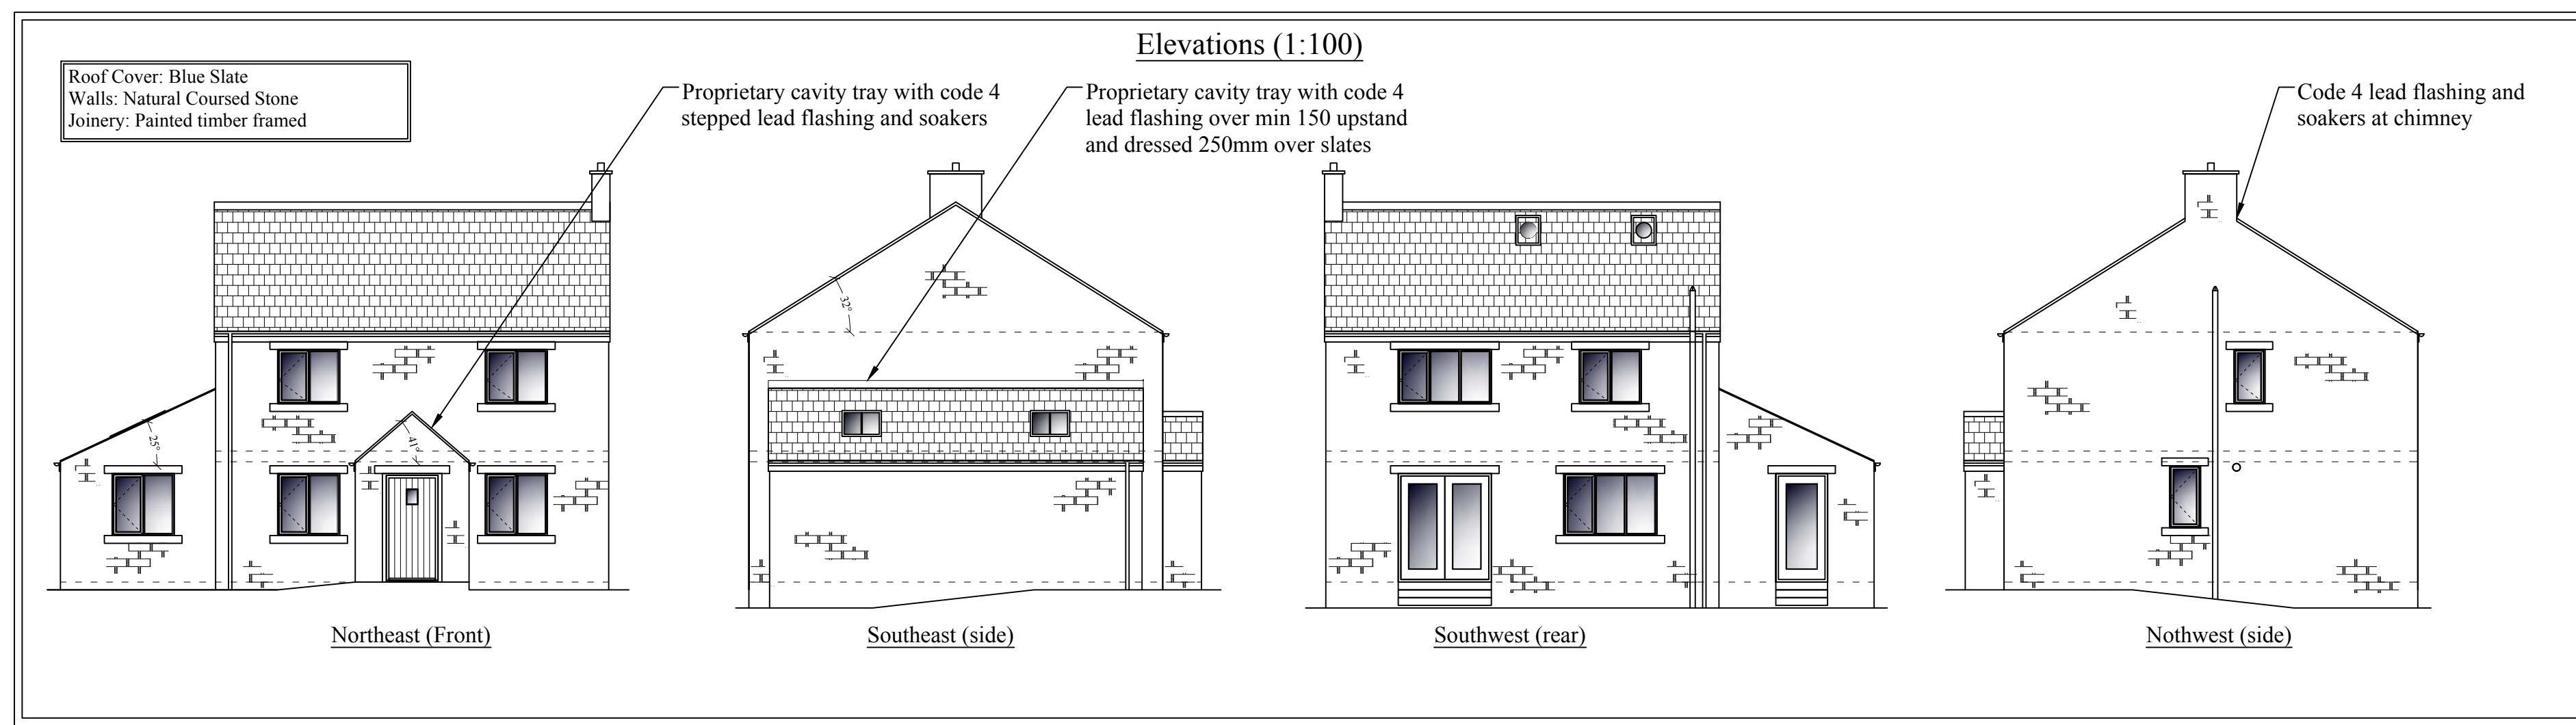 Elevations (1:100)
Roof Cover: Blue Slate
Walls: Natural Coursed Stone
Joinery: Painted timber framed
Proprietary cavity tray with code 4
stepped lead flashing and soakers
Proprietary cavity tray with code 4
lead flashing over min 150 upstand
and dressed 250mm over slates
Code 4 lead flashing and
soakers at chimney
25°
41°
32°
Northeast (Front)
Southeast (side)
Southwest (rear)
Nothwest (side)